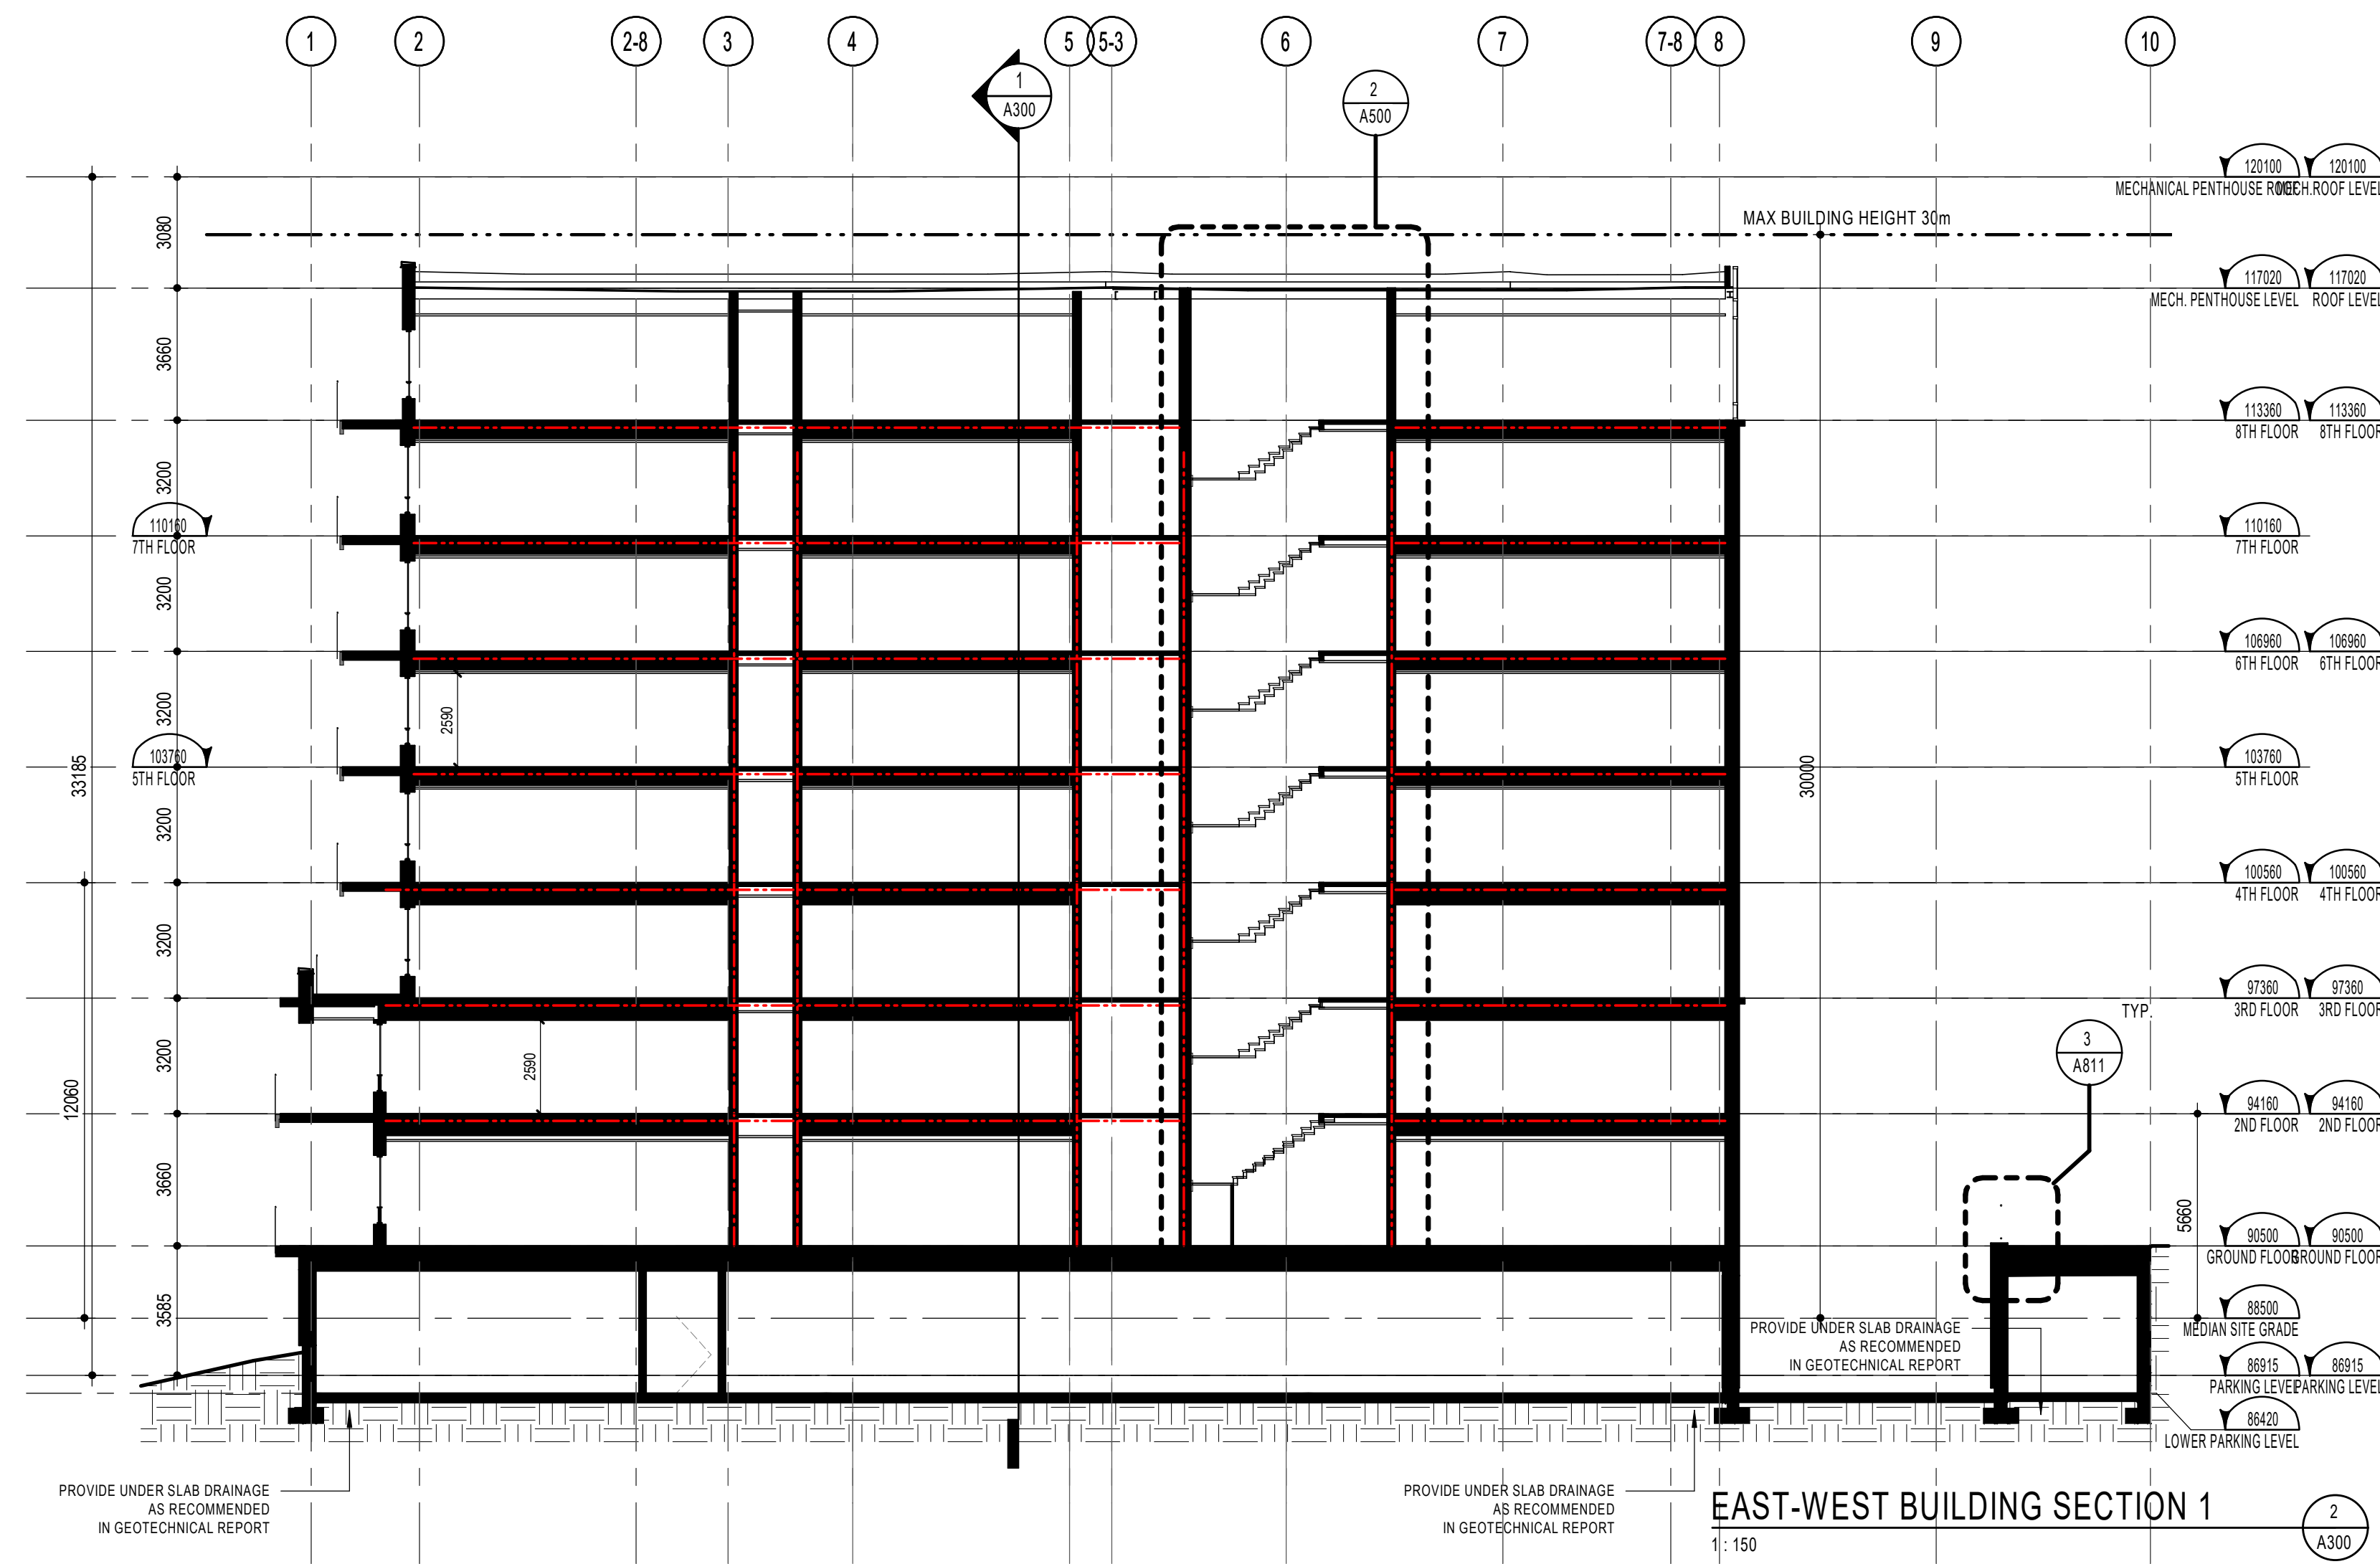 1
2
2-8
3
4
5
5-3
6
7
7-8
8
9
10
1
A300
2
A500
120100
MECHANICAL PENTHOUSE ROOF
120100
MECH.ROOF LEVEL
MAX BUILDING HEIGHT 30m
117020
MECH. PENTHOUSE LEVEL
117020
ROOF LEVEL
113360
8TH FLOOR
113360
8TH FLOOR
110160
7TH FLOOR
110160
7TH FLOOR
106960
6TH FLOOR
106960
6TH FLOOR
103760
5TH FLOOR
103760
5TH FLOOR
100560
4TH FLOOR
100560
4TH FLOOR
97360
3RD FLOOR
97360
3RD FLOOR
TYP.
3
A811
94160
2ND FLOOR
94160
2ND FLOOR
90500
GROUND FLOOR
90500
GROUND FLOOR
88500
MEDIAN SITE GRADE
86915
PARKING LEVEL
86915
PARKING LEVEL
86420
LOWER PARKING LEVEL
3080
3660
3200
3200
3200
3200
3200
3200
3660
3585
33185
12060
2590
2590
30000
5660
PROVIDE UNDER SLAB DRAINAGE
AS RECOMMENDED
IN GEOTECHNICAL REPORT
PROVIDE UNDER SLAB DRAINAGE
AS RECOMMENDED
IN GEOTECHNICAL REPORT
PROVIDE UNDER SLAB DRAINAGE
AS RECOMMENDED
IN GEOTECHNICAL REPORT
EAST-WEST BUILDING SECTION 1
1 : 150
2
A300